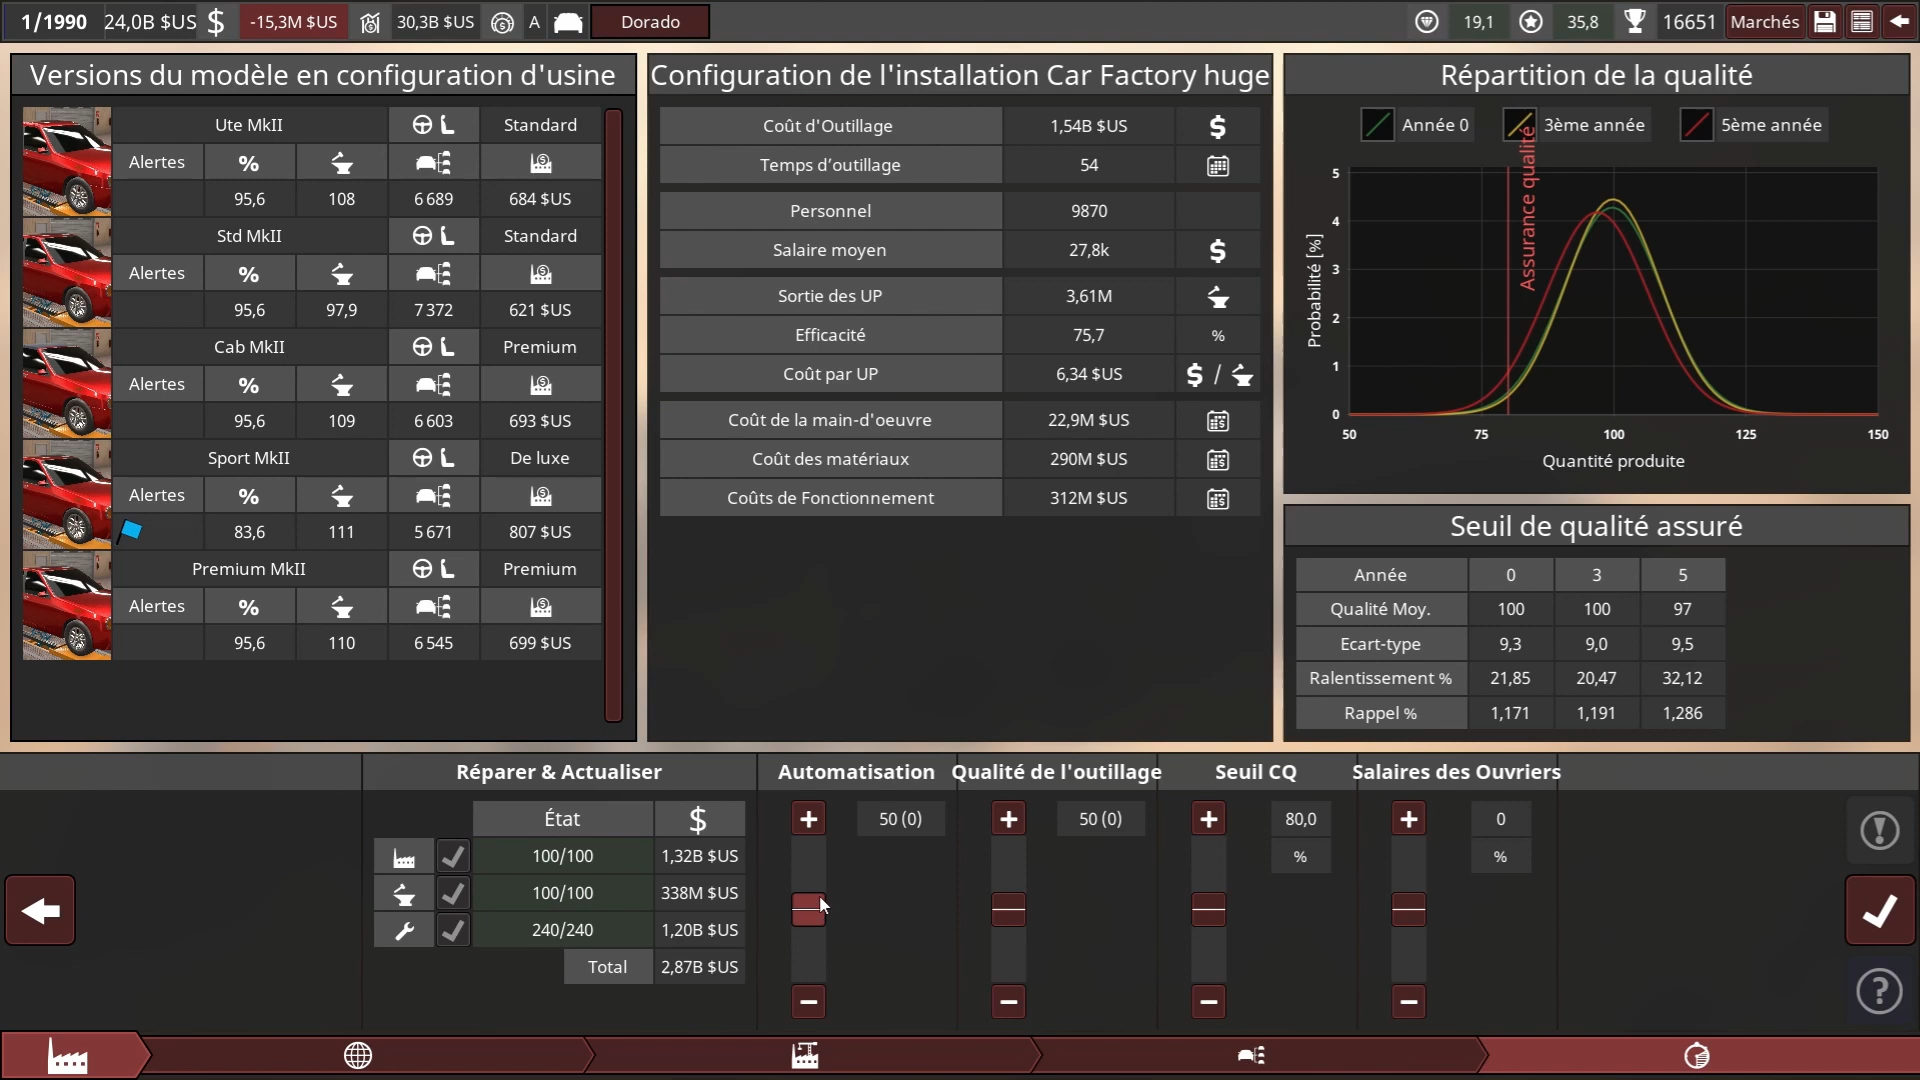 1/1990 24,0B $US -15,3M $US 30,3B $US A Dorado 19,1 35,8 16651 Marchés
Versions du modèle en configuration d'usine
Ute MkII Standard
Alertes %
95,6 108 6 689 684 $US
Std MkII Standard
Alertes %
95,6 97,9 7 372 621 $US
Cab MkII Premium
Alertes %
95,6 109 6 603 693 $US
Sport MkII De luxe
Alertes %
83,6 111 5 671 807 $US
Premium MkII Premium
Alertes %
95,6 110 6 545 699 $US
Configuration de l'installation Car Factory huge
Coût d'Outillage 1,54B $US $
Temps d'outillage 54
Personnel 9870
Salaire moyen 27,8k $
Sortie des UP 3,61M
Efficacité 75,7 %
Coût par UP 6,34 $US $ /
Coût de la main-d'oeuvre 22,9M $US
Coût des matériaux 290M $US
Coûts de Fonctionnement 312M $US
Répartition de la qualité
Année 0 3ème année 5ème année
Assurance qualité
Probabilité [%]
5
4
3
2
1
0
50 75 100 125 150
Quantité produite
Seuil de qualité assuré
Année 0 3 5
Qualité Moy. 100 100 97
Ecart-type 9,3 9,0 9,5
Ralentissement % 21,85 20,47 32,12
Rappel % 1,171 1,191 1,286
Réparer & Actualiser
État $
100/100 1,32B $US
100/100 338M $US
240/240 1,20B $US
Total 2,87B $US
Automatisation
50 (0)
Qualité de l'outillage
50 (0)
Seuil CQ
80,0
%
Salaires des Ouvriers
0
%